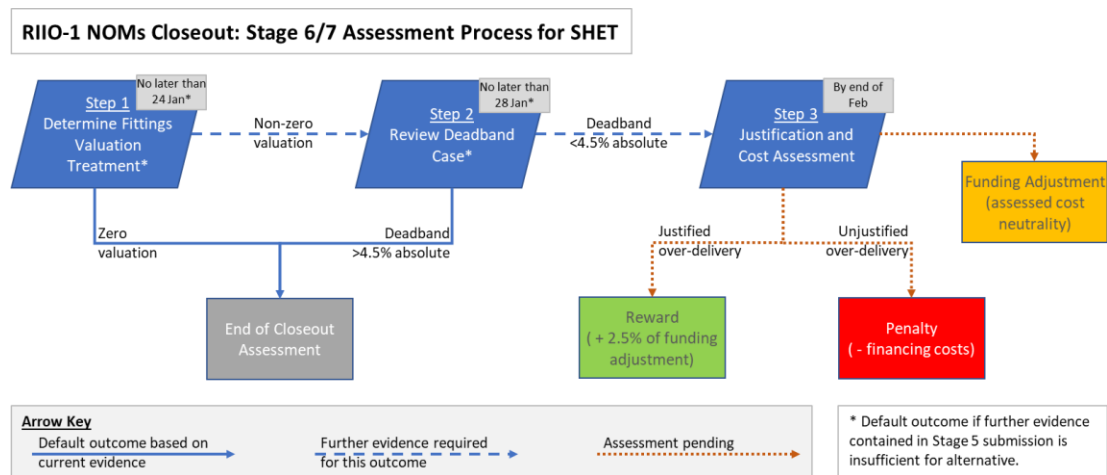 RIIO-1 NOMs Closeout: Stage 6/7 Assessment Process for SHET
No later than
24 Jan*
Step 1
Determine Fittings
Valuation
Treatment*
Non-zero
valuation
No later than
28 Jan*
Step 2
Review Deadband
Case*
Deadband
<4.5% absolute
By end of
Feb
Step 3
Justification and
Cost Assessment
Funding Adjustment
(assessed cost
neutrality)
Zero
valuation
Deadband
>4.5% absolute
Justified
over-delivery
Unjustified
over-delivery
End of Closeout
Assessment
Reward
( + 2.5% of funding
adjustment)
Penalty
( - financing costs)
Arrow Key
Default outcome based on
current evidence
Further evidence required
for this outcome
Assessment pending
* Default outcome if further evidence
contained in Stage 5 submission is
insufficient for alternative.